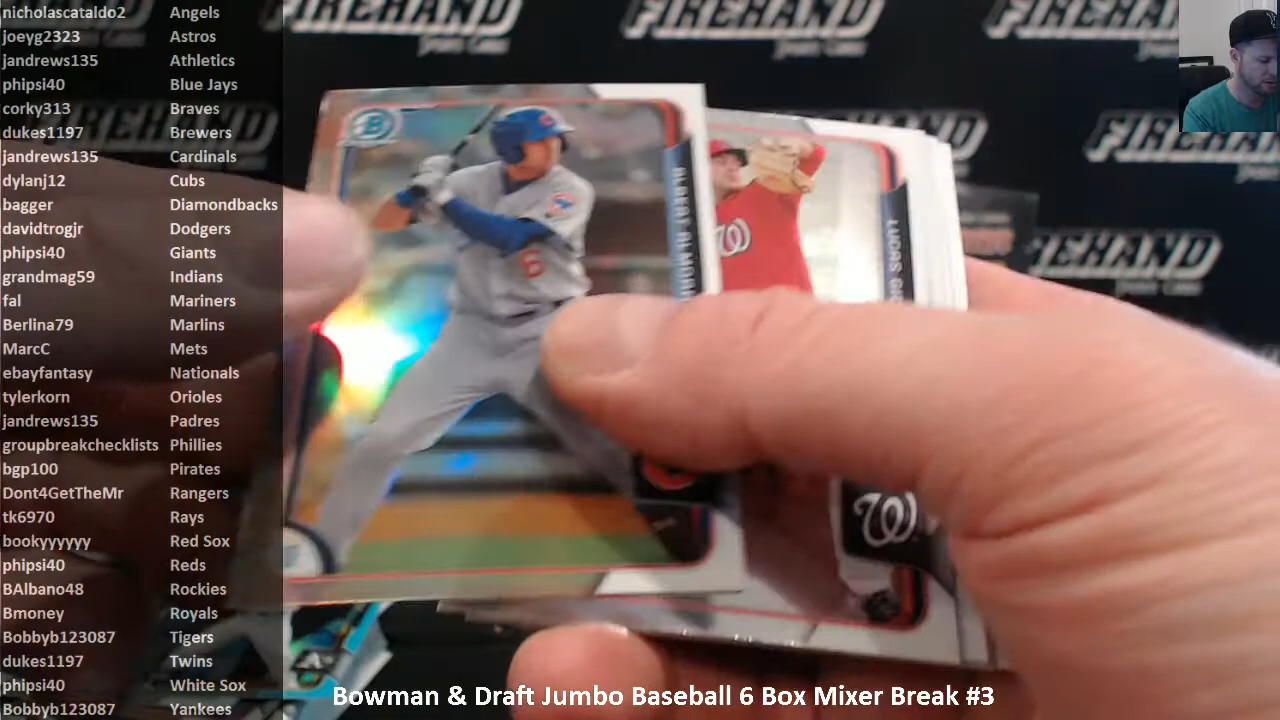 nicholascataldo2 Angels
joeyg2323 Astros
jandrews135 Athletics
phipsi40 Blue Jays
corky313 Braves
dukes1197 Brewers
jandrews135 Cardinals
dylanj12 Cubs
bagger Diamondbacks
davidtrogjr Dodgers
phipsi40 Giants
grandmag59 Indians
fal Mariners
Berlina79 Marlins
MarcC Mets
ebayfantasy Nationals
tylerkorn Orioles
jandrews135 Padres
groupbreakchecklists Phillies
bgp100 Pirates
Dont4GetTheMr Rangers
tk6970 Rays
bookyyyyyy Red Sox
phipsi40 Reds
BAlbano48 Rockies
Bmoney Royals
Bobbyb123087 Tigers
dukes1197 Twins
phipsi40 White Sox
Bobbyb123087 Yankees
FIREHAND
FIREHAND
FIREHAND
FIREHAND
FIREHAND
B
6
ALBERT
W
LUCAS
W
Bowman & Draft Jumbo Baseball 6 Box Mixer Break #3